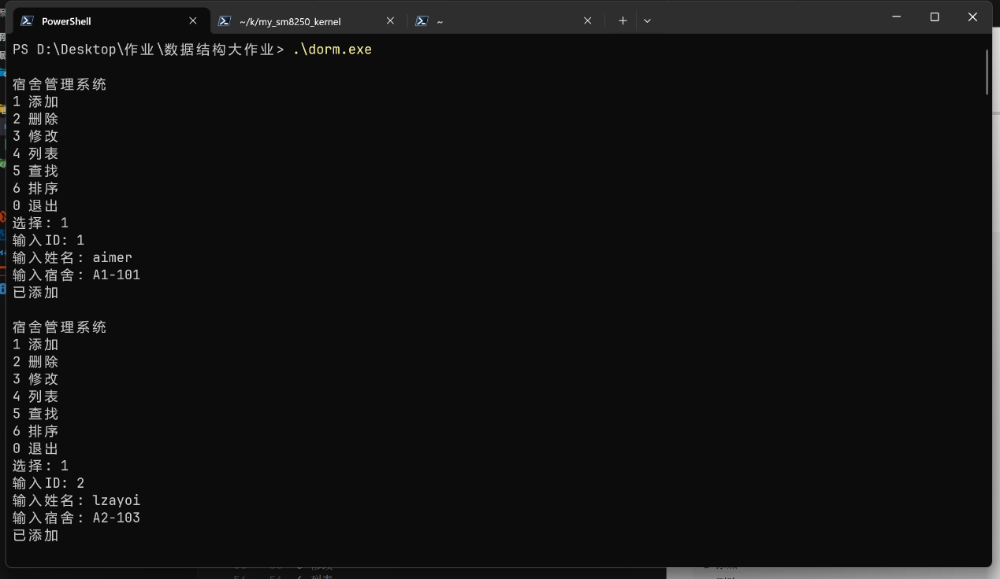 PowerShell
~/k/my_sm8250_kernel
~
PS D:\Desktop\作业\数据结构大作业> .\dorm.exe
宿舍管理系统
1 添加
2 删除
3 修改
4 列表
5 查找
6 排序
0 退出
选择: 1
输入ID: 1
输入姓名: aimer
输入宿舍: A1-101
已添加
宿舍管理系统
1 添加
2 删除
3 修改
4 列表
5 查找
6 排序
0 退出
选择: 1
输入ID: 2
输入姓名: lzayoi
输入宿舍: A2-103
已添加